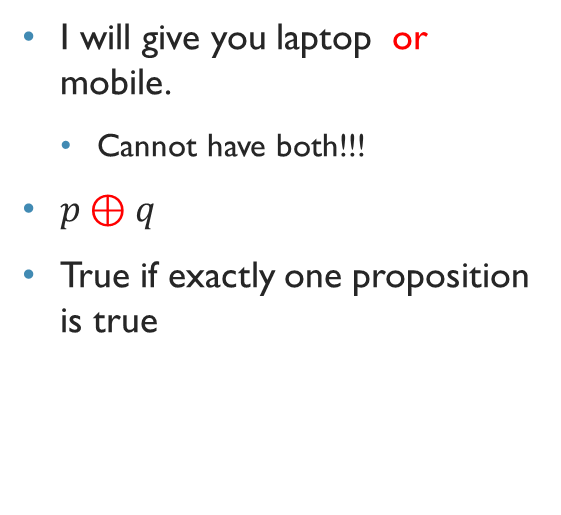 • I will give you laptop or
mobile.
• Cannot have both!!!
• p ⊕ q
• True if exactly one proposition
is true